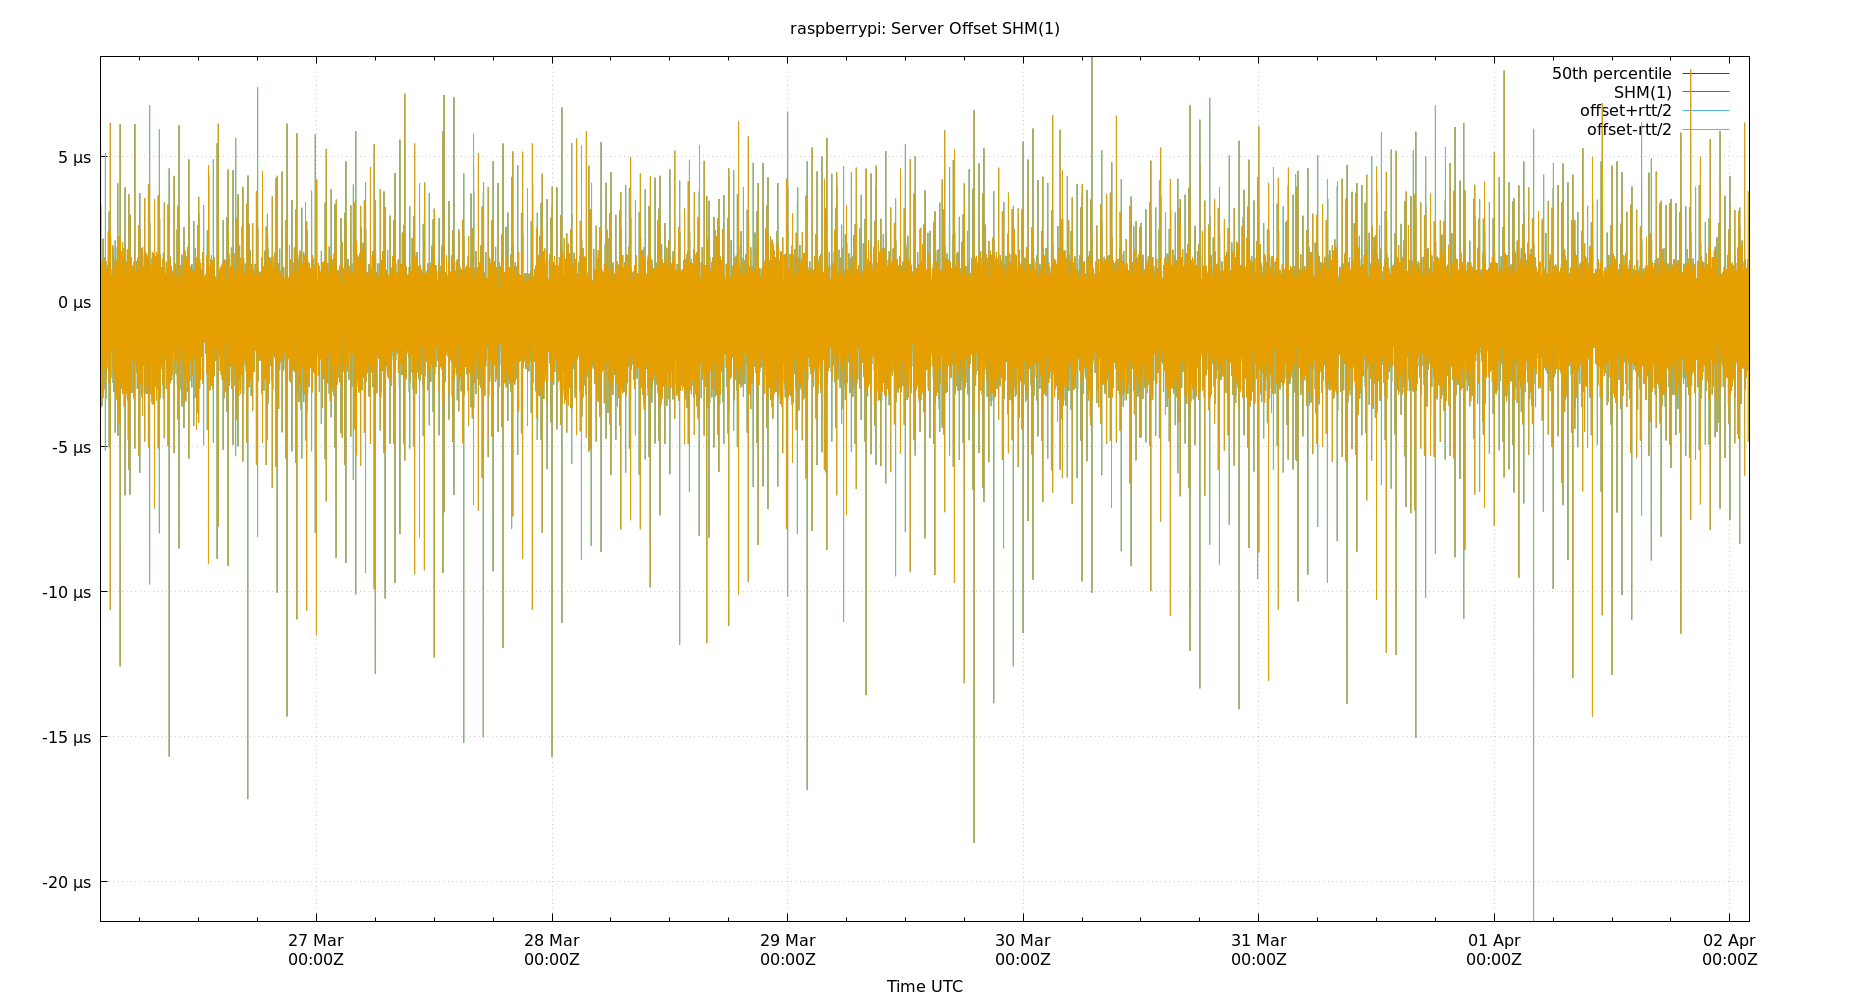 raspberrypi: Server Offset SHM(1)
50th percentile
SHM(1)
offset+rtt/2
offset-rtt/2
5 µs
0 µs
-5 µs
-10 µs
-15 µs
-20 µs
27 Mar 28 Mar 29 Mar 30 Mar 31 Mar 01 Apr 02 Apr
00:00Z 00:00Z 00:00Z 00:00Z 00:00Z 00:00Z 00:00Z
Time UTC